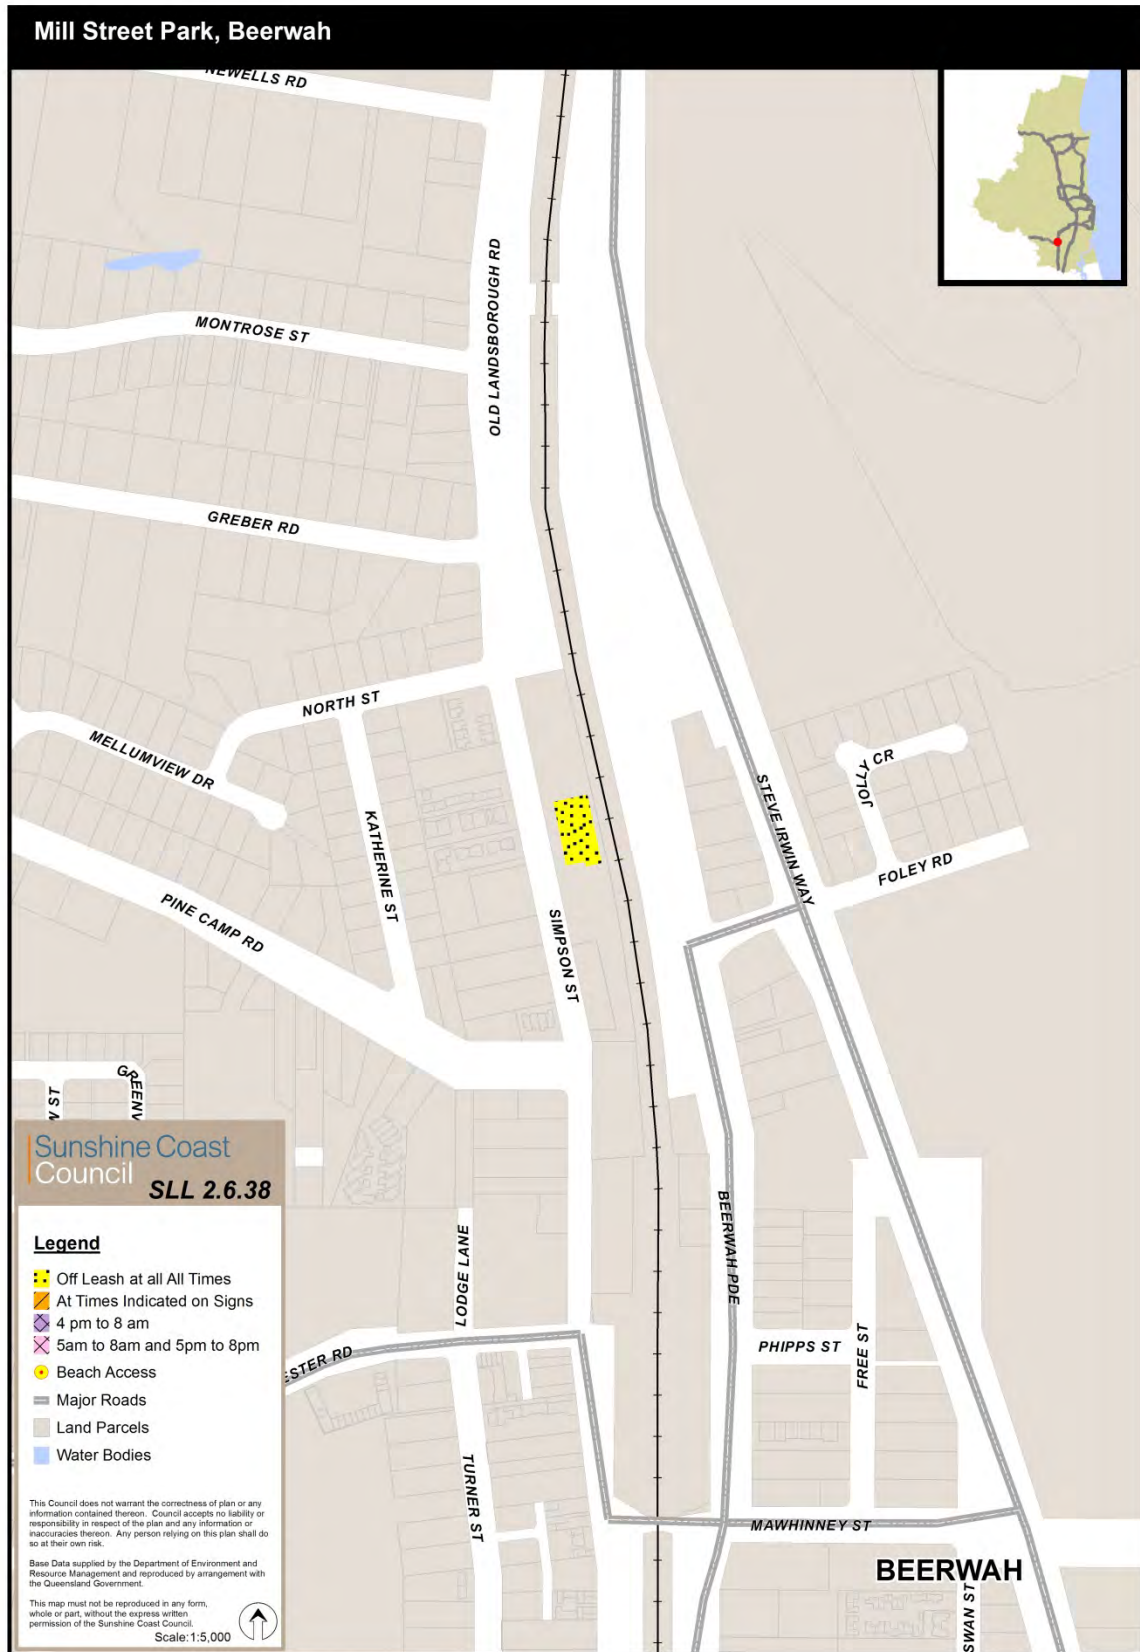 Mill Street Park, Beerwah
NEWELLS RD
OLD LANDSBOROUGH RD
MONTROSE ST
GREBER RD
NORTH ST
MELLUMVIEW DR
KATHERINE ST
PINE CAMP RD
SIMPSON ST
STEVE IRWIN WAY
JOLLY CR
FOLEY RD
GREENV
W ST
LODGE LANE
BEERWAH PDE
PHIPPS ST
FREE ST
ESTER RD
TURNER ST
MAWHINNEY ST
BEERWAH
SWAN ST
Sunshine Coast
Council
SLL 2.6.38
Legend
Off Leash at all All Times
At Times Indicated on Signs
4 pm to 8 am
5am to 8am and 5pm to 8pm
Beach Access
Major Roads
Land Parcels
Water Bodies
This Council does not warrant the correctness of plan or any
information contained thereon. Council accepts no liability or
responsibility in respect of the plan and any information or
inaccuracies thereon. Any person relying on this plan shall do
so at their own risk.
Base Data supplied by the Department of Environment and
Resource Management and reproduced by arrangement with
the Queensland Government.
This map must not be reproduced in any form,
whole or part, without the express written
permission of the Sunshine Coast Council.
Scale:1:5,000